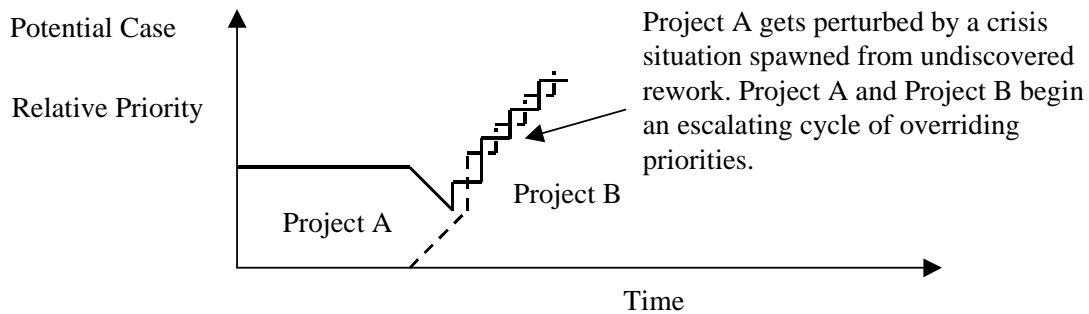 Potential Case
Relative Priority
Project A gets perturbed by a crisis
situation spawned from undiscovered
rework. Project A and Project B begin
an escalating cycle of overriding
priorities.
Project B
Project A
Time